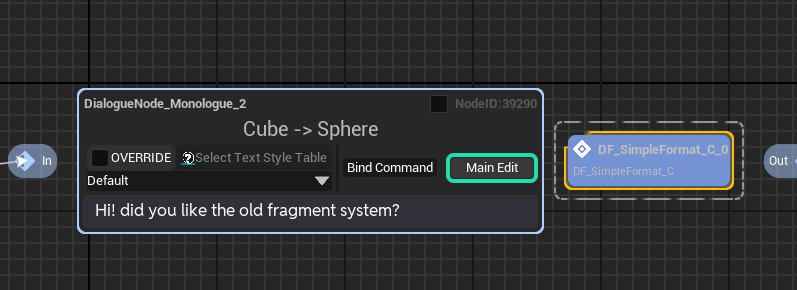 DialogueNode_Monologue_2
NodeID:39290
Cube -> Sphere
In
OVERRIDE
Select Text Style Table
Default
Bind Command
Main Edit
Hi! did you like the old fragment system?
DF_SimpleFormat_C_0
DF_SimpleFormat_C
Out